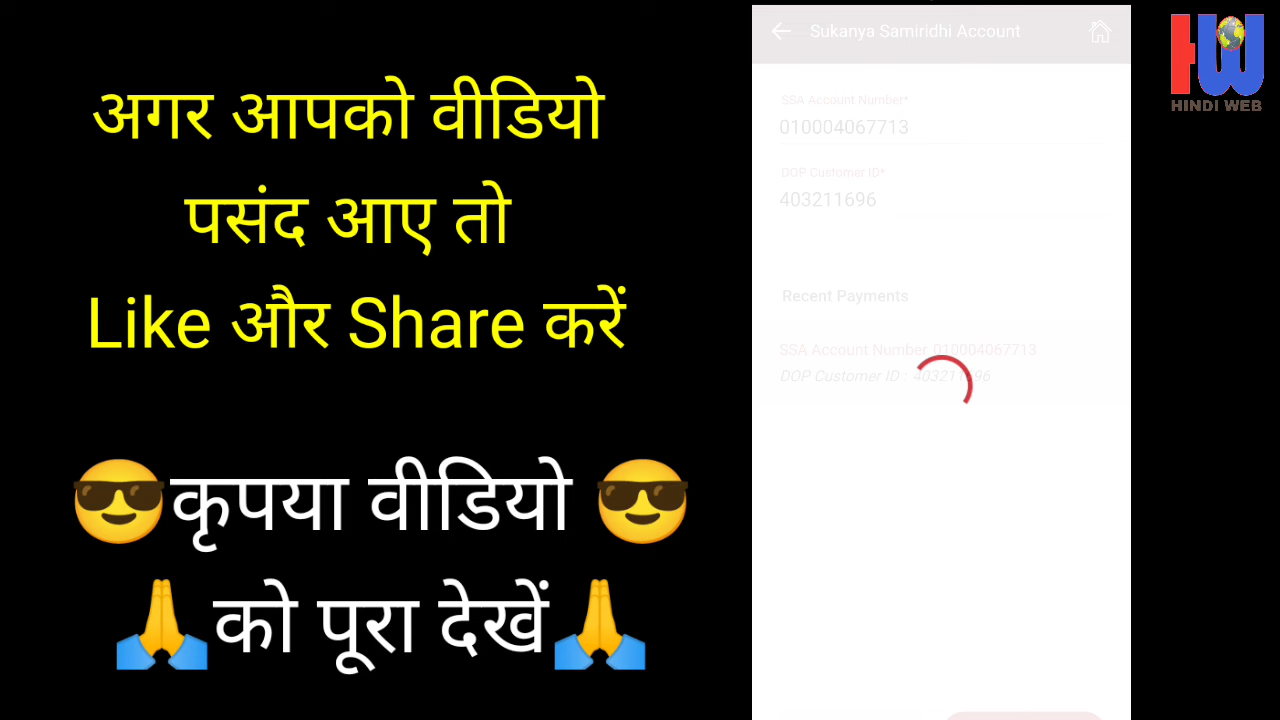 अगर आपको वीडियो
पसंद आए तो
Like और Share करें
😎कृपया वीडियो 😎
🙏को पूरा देखें🙏
Sukanya Samiridhi Account
SSA Account Number*
010004067713
DOP Customer ID*
403211696
Recent Payments
SSA Account Number 010004067713
DOP Customer ID : 403211696
HW
HINDI WEB